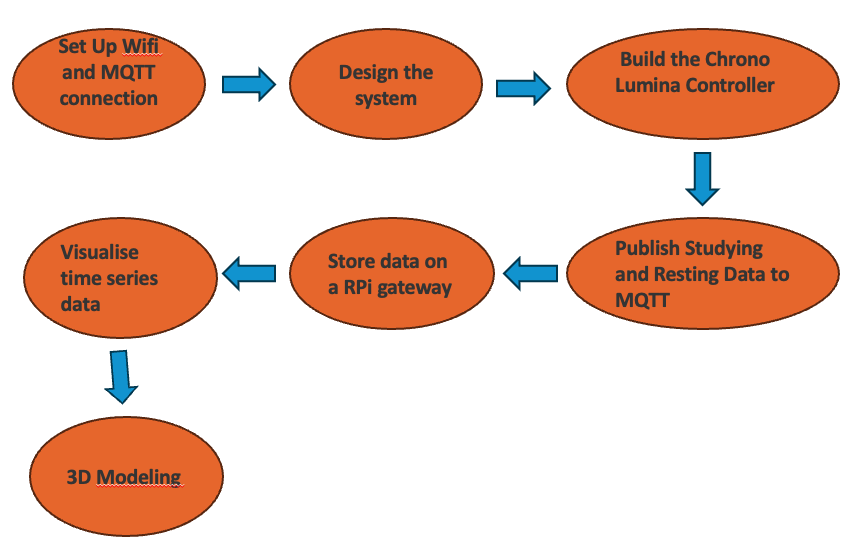 Set Up Wifi
and MQTT
connection
Design the
system
Build the Chrono
Lumina Controller
Publish Studying
and Resting Data to
MQTT
Store data on
a RPi gateway
Visualise
time series
data
3D Modeling